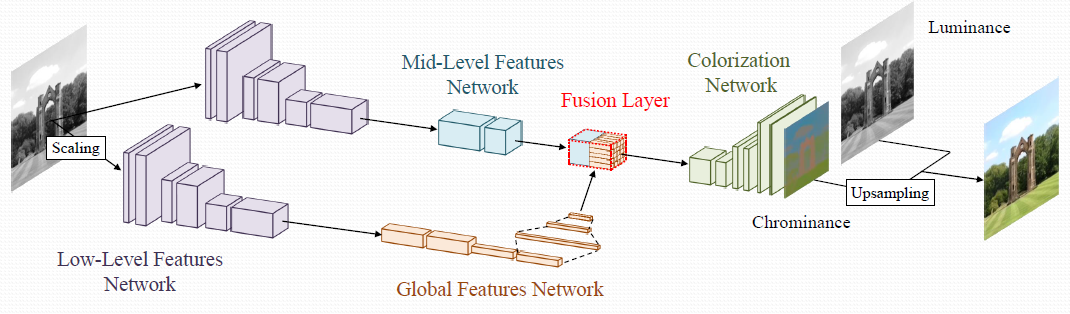 Scaling
Low-Level Features
Network
Mid-Level Features
Network
Global Features Network
Fusion Layer
Colorization
Network
Chrominance
Luminance
Upsampling